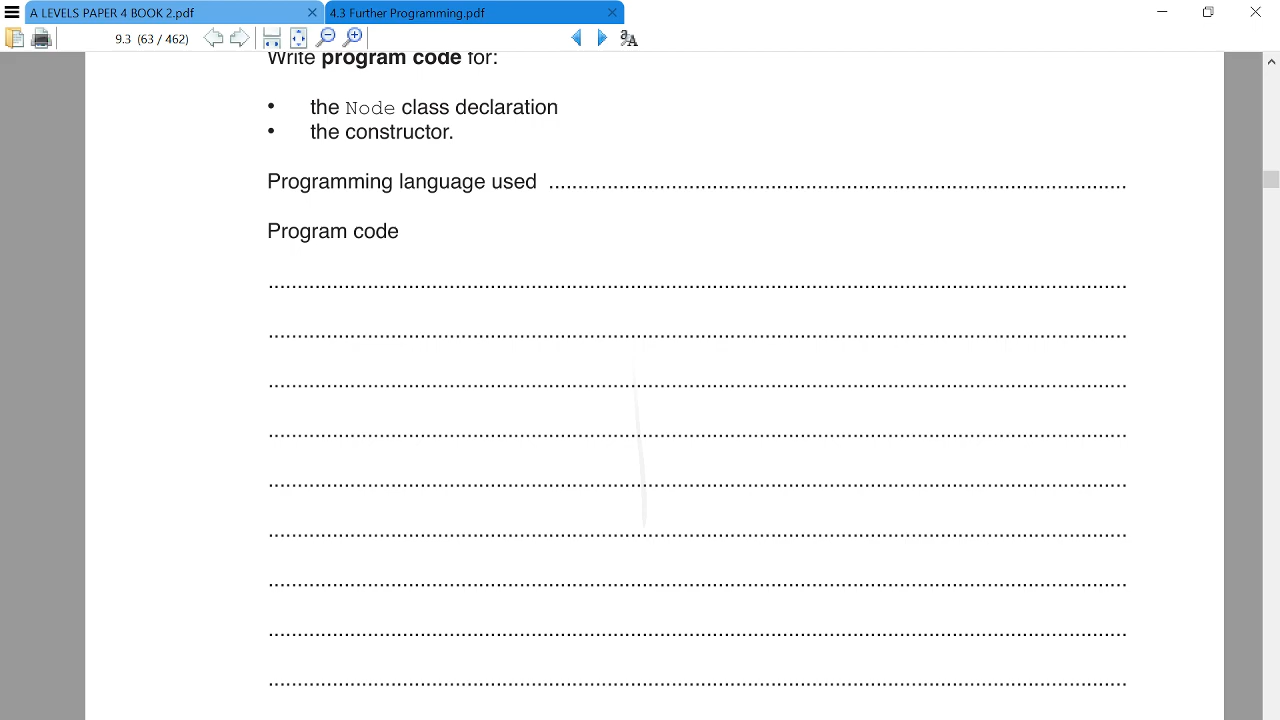 A LEVELS PAPER 4 BOOK 2.pdf
4.3 Further Programming.pdf
9.3 (63 / 462)
Write program code for:
• the Node class declaration
• the constructor.
Programming language used ................................................................................................
Program code